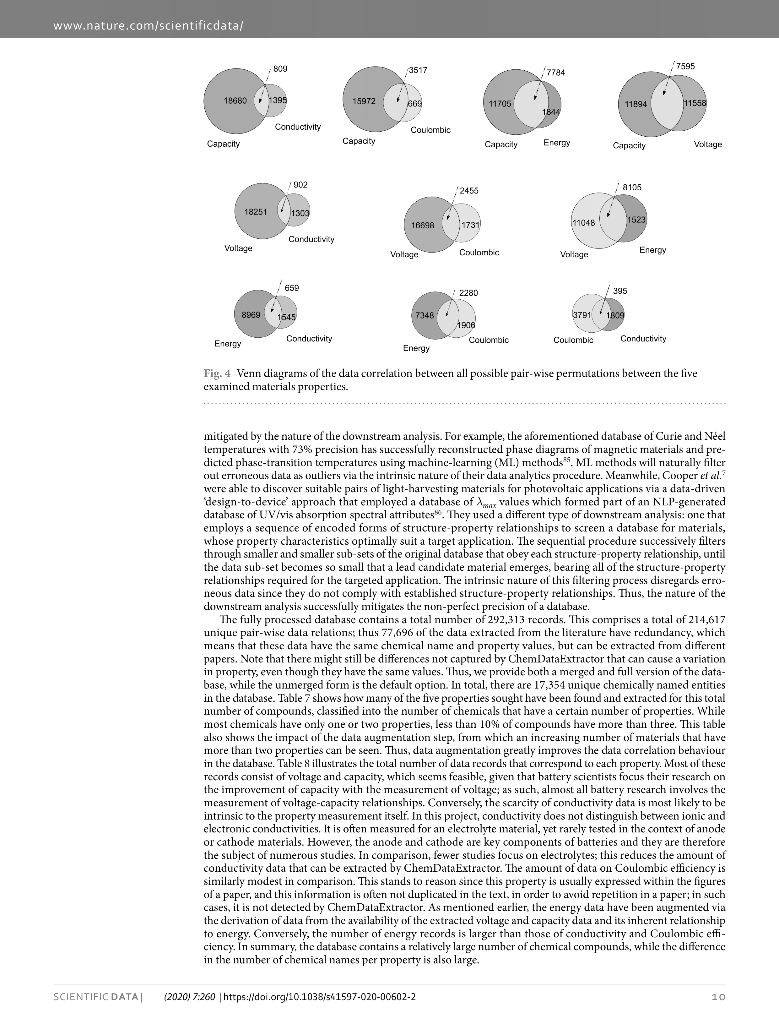 www.nature.com/scientificdata/
809
3517
7784
7595
18680
1395
15972
669
11705
1844
11894
11558
Conductivity
Coulombic
Capacity
Capacity
Capacity
Energy
Capacity
Voltage
902
2455
8105
18251
1303
16698
1731
11048
1523
Conductivity
Voltage
Voltage
Coulombic
Voltage
Energy
659
2280
395
8969
1545
7348
1906
3791
1809
Energy
Conductivity
Energy
Coulombic
Coulombic
Conductivity
Fig. 4 Venn diagrams of the data correlation between all possible pair-wise permutations between the five
examined materials properties.
mitigated by the nature of the downstream analysis. For example, the aforementioned database of Curie and Néel
temperatures with 73% precision has successfully reconstructed phase diagrams of magnetic materials and pre-
dicted phase-transition temperatures using machine-learning (ML) methods85. ML methods will naturally filter
out erroneous data as outliers via the intrinsic nature of their data analytics procedure. Meanwhile, Cooper et al.7
were able to discover suitable pairs of light-harvesting materials for photovoltaic applications via a data-driven
'design-to-device' approach that employed a database of λmax values which formed part of an NLP-generated
database of UV/vis absorption spectral attributes86. They used a different type of downstream analysis: one that
employs a sequence of encoded forms of structure-property relationships to screen a database for materials,
whose property characteristics optimally suit a target application. The sequential procedure successively filters
through smaller and smaller sub-sets of the original database that obey each structure-property relationship, until
the data sub-set becomes so small that a lead candidate material emerges, bearing all of the structure-property
relationships required for the targeted application. The intrinsic nature of this filtering process disregards erro-
neous data since they do not comply with established structure-property relationships. Thus, the nature of the
downstream analysis successfully mitigates the non-perfect precision of a database.
The fully processed database contains a total number of 292,313 records. This comprises a total of 214,617
unique pair-wise data relations; thus 77,696 of the data extracted from the literature have redundancy, which
means that these data have the same chemical name and property values, but can be extracted from different
papers. Note that there might still be differences not captured by ChemDataExtractor that can cause a variation
in property, even though they have the same values. Thus, we provide both a merged and full version of the data-
base, while the unmerged form is the default option. In total, there are 17,354 unique chemically named entities
in the database. Table 7 shows how many of the five properties sought have been found and extracted for this total
number of compounds, classified into the number of chemicals that have a certain number of properties. While
most chemicals have only one or two properties, less than 10% of compounds have more than three. This table
also shows the impact of the data augmentation step, from which an increasing number of materials that have
more than two properties can be seen. Thus, data augmentation greatly improves the data correlation behaviour
in the database. Table 8 illustrates the total number of data records that correspond to each property. Most of these
records consist of voltage and capacity, which seems feasible, given that battery scientists focus their research on
the improvement of capacity with the measurement of voltage; as such, almost all battery research involves the
measurement of voltage-capacity relationships. Conversely, the scarcity of conductivity data is most likely to be
intrinsic to the property measurement itself. In this project, conductivity does not distinguish between ionic and
electronic conductivities. It is often measured for an electrolyte material, yet rarely tested in the context of anode
or cathode materials. However, the anode and cathode are key components of batteries and they are therefore
the subject of numerous studies. In comparison, fewer studies focus on electrolytes; this reduces the amount of
conductivity data that can be extracted by ChemDataExtractor. The amount of data on Coulombic efficiency is
similarly modest in comparison. This stands to reason since this property is usually expressed within the figures
of a paper, and this information is often not duplicated in the text, in order to avoid repetition in a paper; in such
cases, it is not detected by ChemDataExtractor. As mentioned earlier, the energy data have been augmented via
the derivation of data from the availability of the extracted voltage and capacity data and its inherent relationship
to energy. Conversely, the number of energy records is larger than those of conductivity and Coulombic effi-
ciency. In summary, the database contains a relatively large number of chemical compounds, while the difference
in the number of chemical names per property is also large.
SCIENTIFIC DATA | (2020) 7:260 | https://doi.org/10.1038/s41597-020-00602-2 10